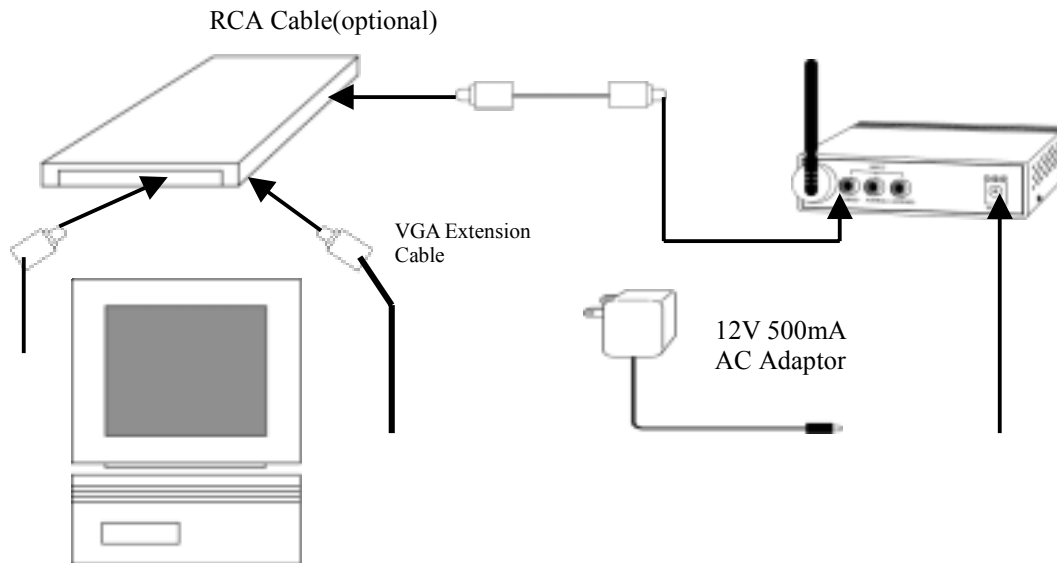 RCA Cable(optional)
VGA Extension
Cable
12V 500mA
AC Adaptor